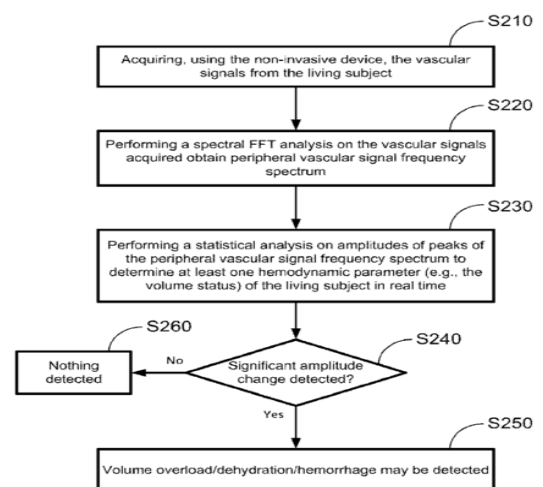 S210
Acquiring, using the non-invasive device, the vascular
signals from the living subject
S220
Performing a spectral FFT analysis on the vascular signals
acquired obtain peripheral vascular signal frequency
spectrum
S230
Performing a statistical analysis on amplitudes of peaks of
the peripheral vascular signal frequency spectrum to
determine at least one hemodynamic parameter (e.g., the
volume status) of the living subject in real time
S260
S240
Nothing
detected
No
Significant amplitude
change detected?
Yes
S250
Volume overload/dehydration/hemorrhage may be detected